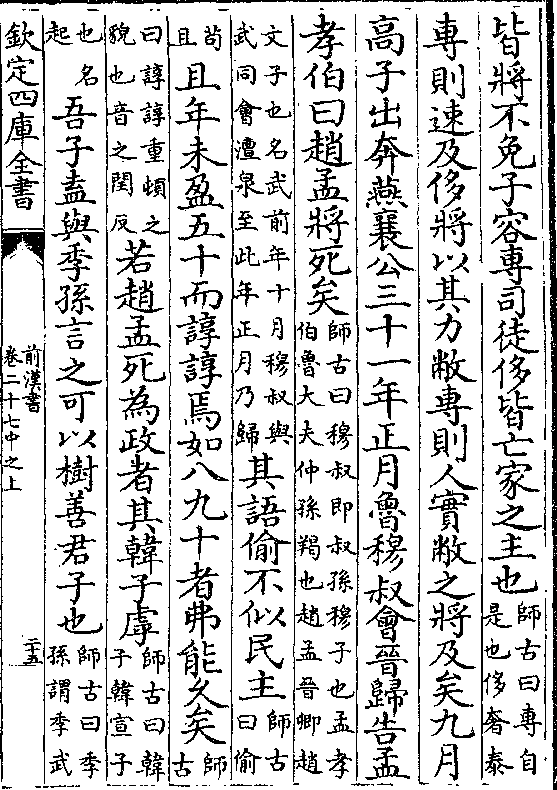 皆將不免子容專司徒侈皆亡家之主也師古曰專自是也侈奢泰
專則速及侈將以其力敝專則人實敝之將及矣九月
高子出奔燕襄公三十一年正月魯穆叔會晉歸告孟
孝伯曰趙孟將死矣師古曰穆叔即叔孫穆子也孟孝伯魯大夫仲孫羯也趙孟晉卿趙
文子也名武前年十月穆叔與武同會澶泉至此年正月乃歸其語偷不似民主師古曰偷
苟且且年未盈五十而諄諄焉如八九十者弗能久矣師古
曰諄諄重頓之貌也音之閏反若趙孟死為政者其韓子虖師古曰韓子韓宣子
也名起吾子盍與季孫言之可以樹善君子也師古曰季孫謂季武
欽定四庫全書
前漢書
卷二十七中之上
二十五